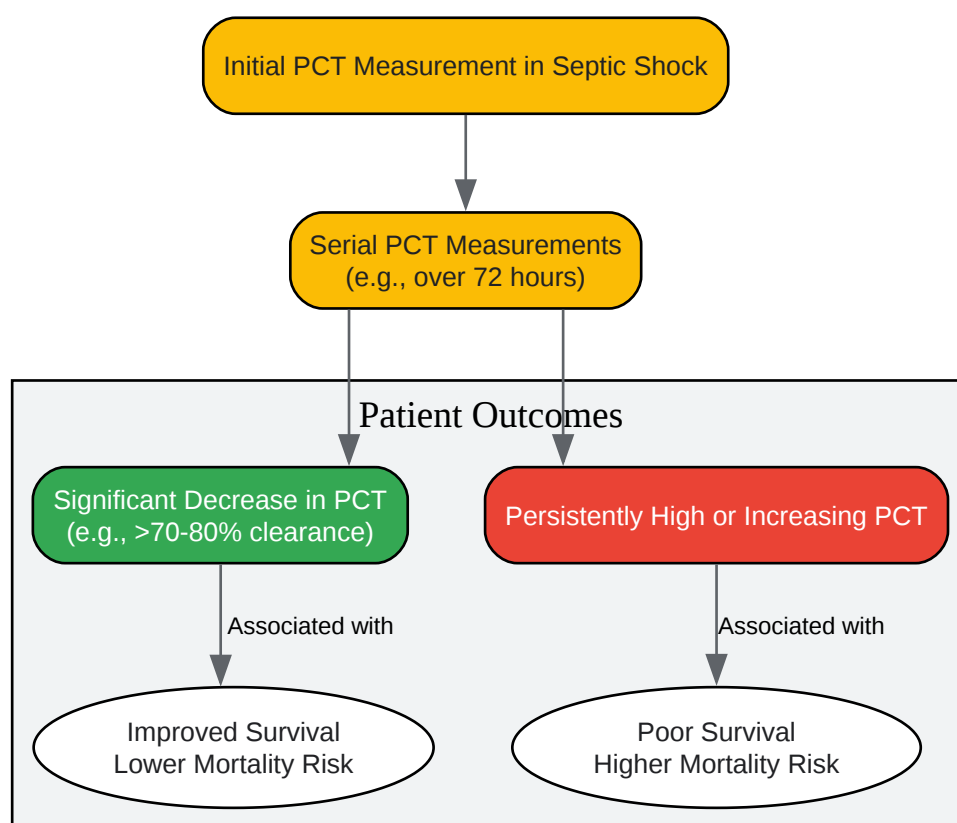 Initial PCT Measurement in Septic Shock
Serial PCT Measurements
(e.g., over 72 hours)
Patient Outcomes
Significant Decrease in PCT
(e.g., >70-80% clearance)
Persistently High or Increasing PCT
Associated with
Associated with
Improved Survival
Lower Mortality Risk
Poor Survival
Higher Mortality Risk